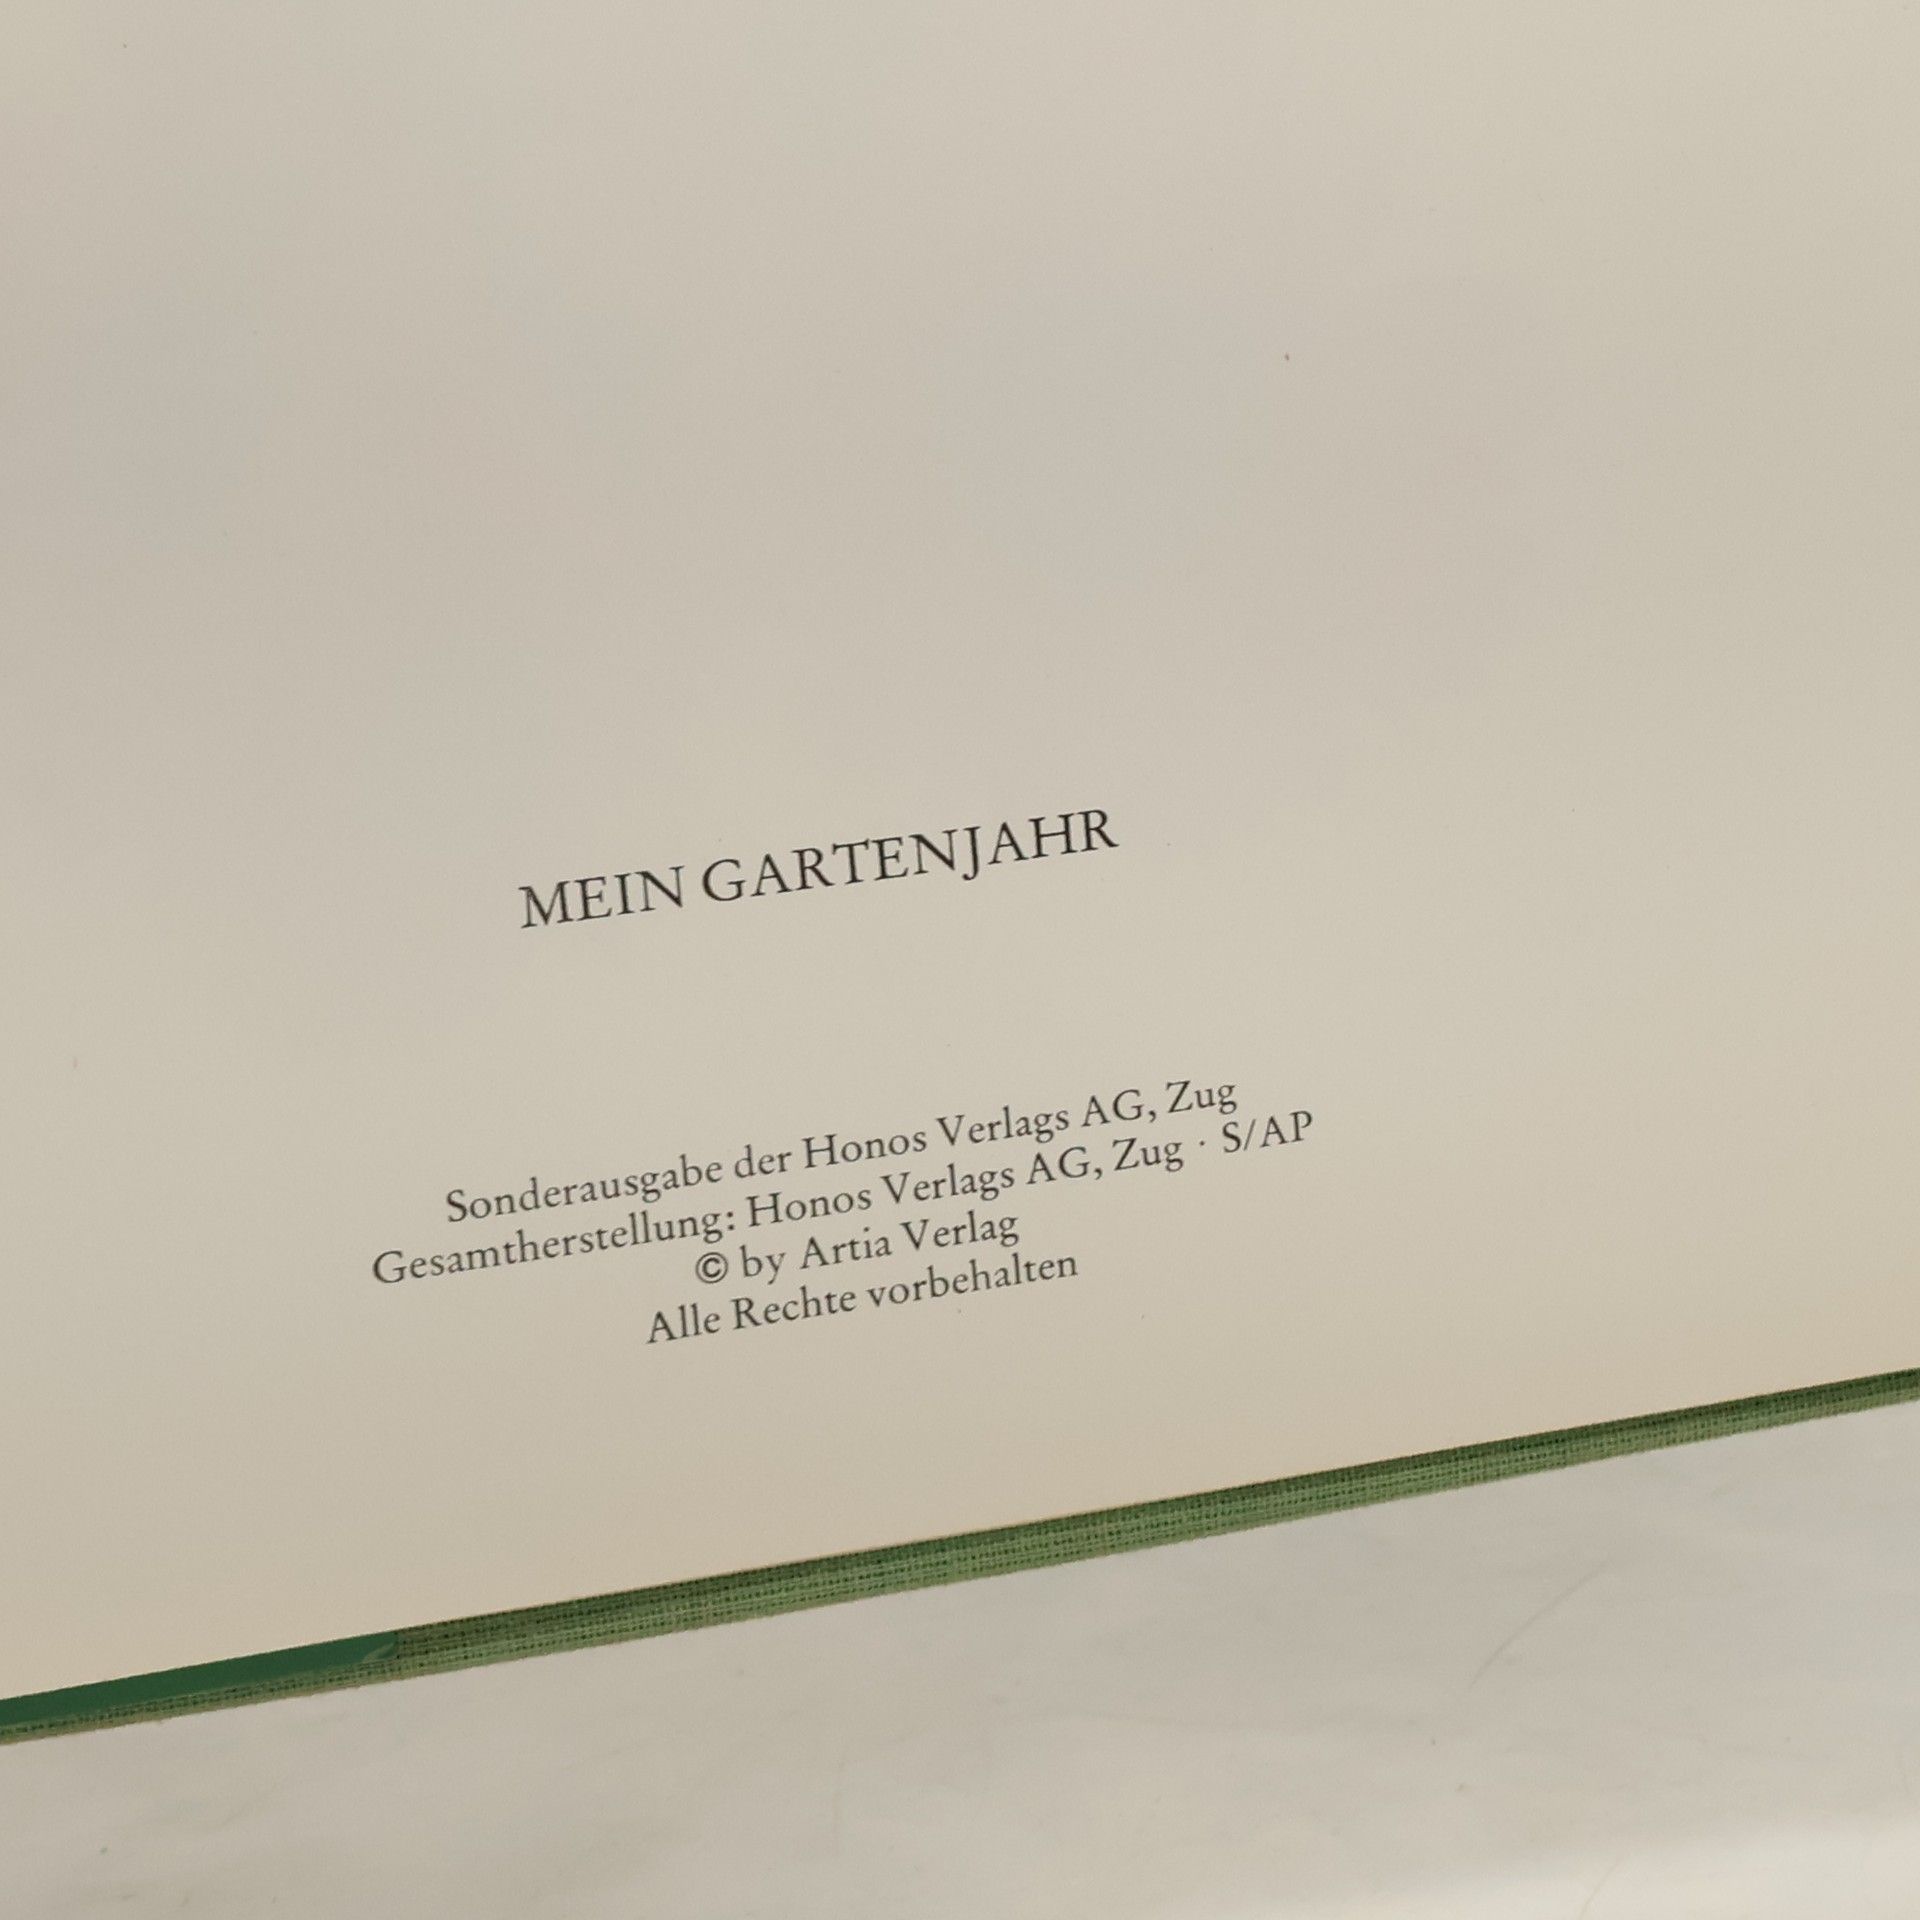 MEIN GARTENJAHR
Sonderausgabe der Honos Verlags AG, Zug
Gesamtherstellung: Honos Verlags AG, Zug · S/AP
© by Artia Verlag
Alle Rechte vorbehalten